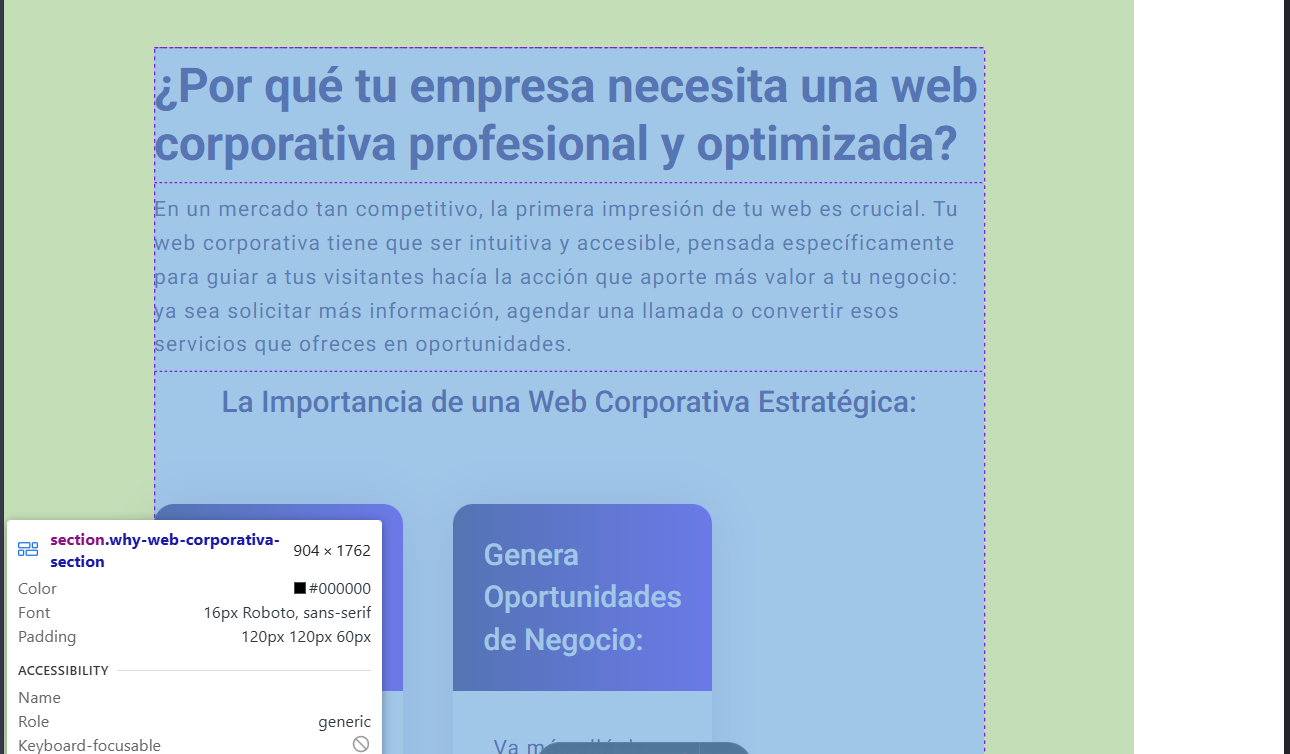 ¿Por qué tu empresa necesita una web
corporativa profesional y optimizada?
En un mercado tan competitivo, la primera impresión de tu web es crucial. Tu
web corporativa tiene que ser intuitiva y accesible, pensada específicamente
para guiar a tus visitantes hacía la acción que aporte más valor a tu negocio:
ya sea solicitar más información, agendar una llamada o convertir esos
servicios que ofreces en oportunidades.
La Importancia de una Web Corporativa Estratégica:
Genera
Oportunidades
de Negocio:
section.why-web-corporativa-
section
904 × 1762
Color #000000
Font 16px Roboto, sans-serif
Padding 120px 120px 60px
ACCESSIBILITY
Name
Role generic
Keyboard-focusable
Va